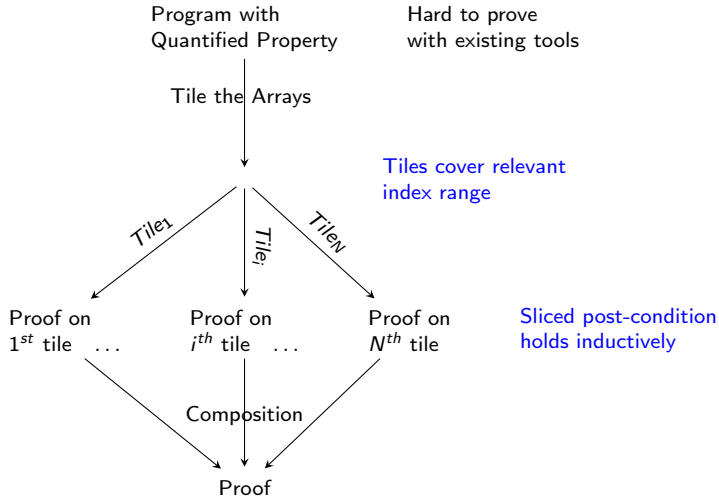 Program with
Quantified Property
Hard to prove
with existing tools
Tile the Arrays
Tiles cover relevant
index range
Tile₁
Tileᵢ
Tile_N
Proof on
1ˢᵗ tile ...
Proof on
iᵗʰ tile ...
Proof on
Nᵗʰ tile
Sliced post-condition
holds inductively
Composition
Proof